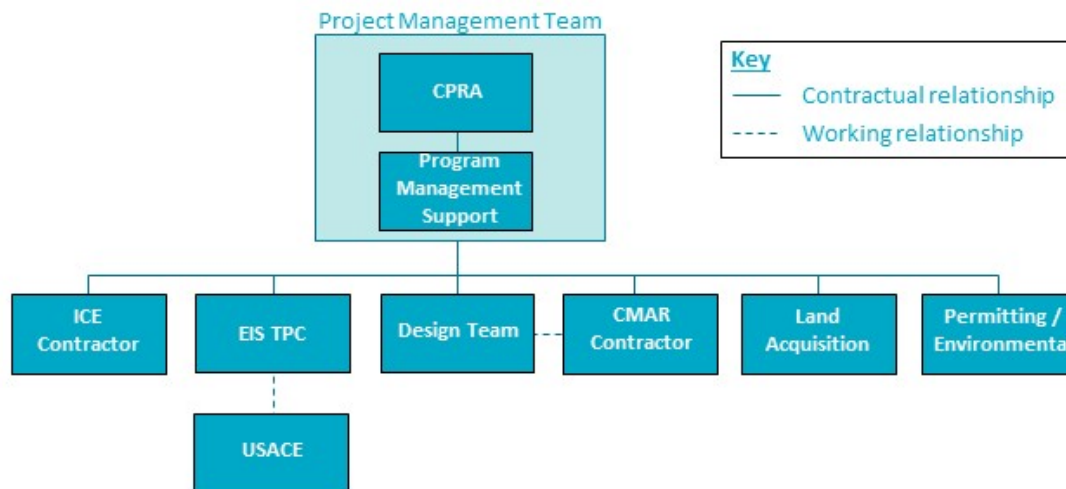 Project Management Team
CPRA
Program
Management
Support
Key
Contractual relationship
Working relationship
ICE
Contractor
EIS TPC
Design Team
CMAR
Contractor
Land
Acquisition
Permitting /
Environmenta
USACE